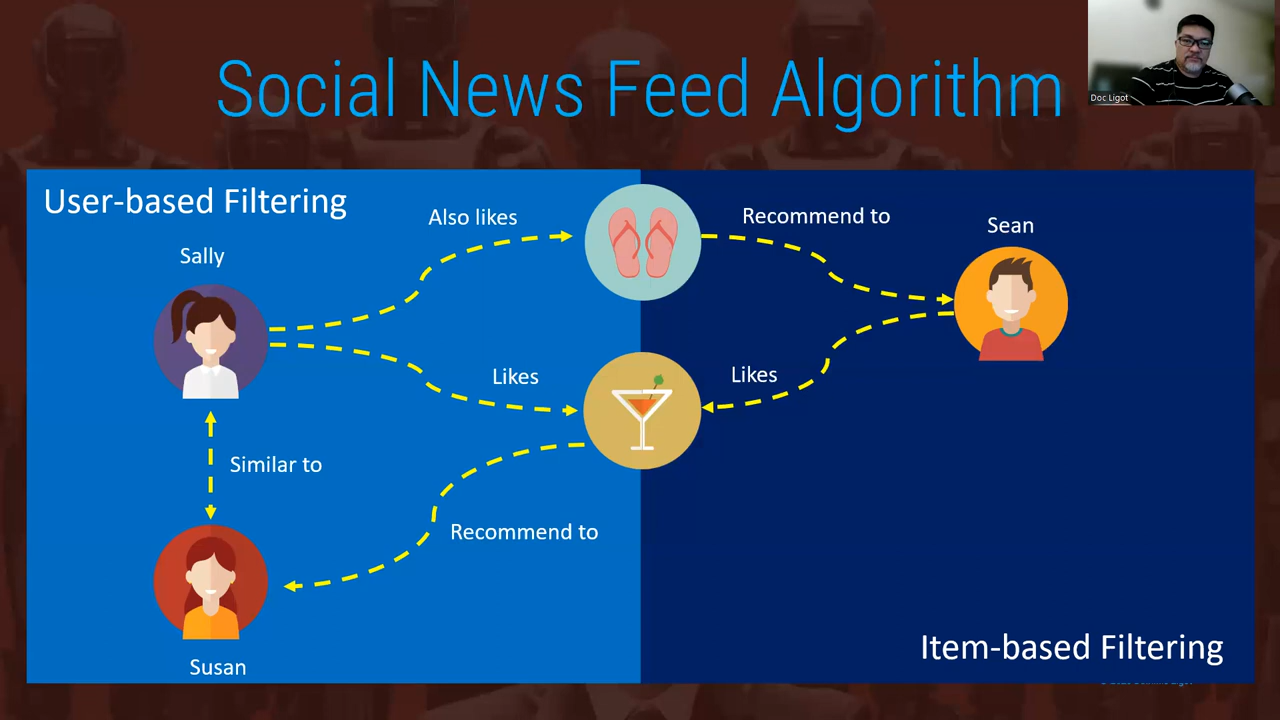 Social News Feed Algorithm
Doc Ligot
User-based Filtering
Also likes
Recommend to
Sean
Sally
Likes
Likes
Similar to
Recommend to
Susan
Item-based Filtering